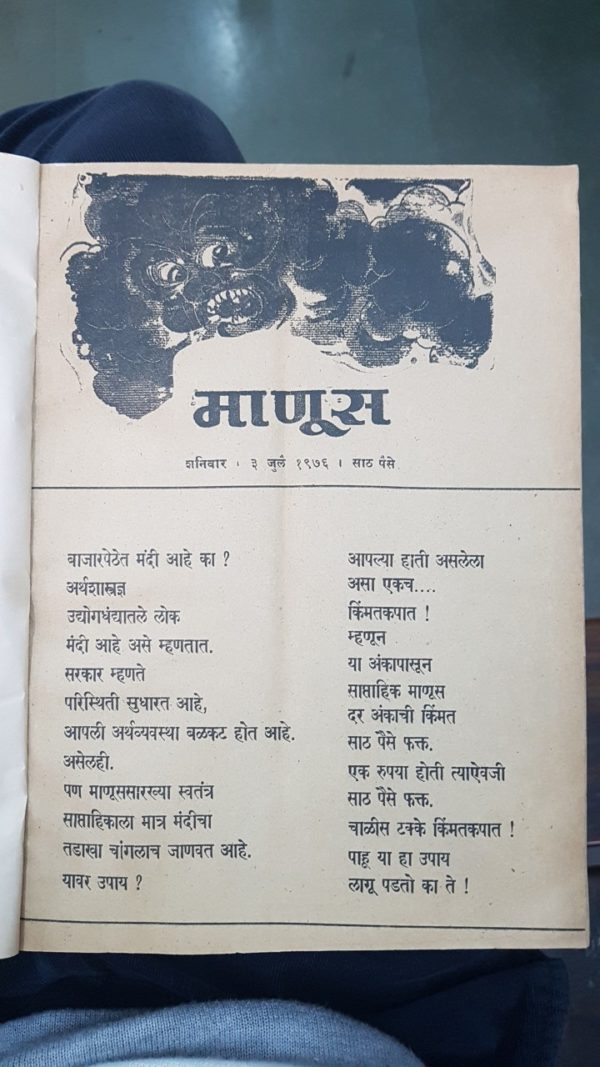 माणूस
शनिवार : ३ जुलै १९७६ । साठ पैसे
बाजारपेठेत मंदी आहे का ?
अर्थशास्त्रज्ञ
उद्योगधंद्यातले लोक
मंदी आहे असे म्हणतात.
सरकार म्हणते
परिस्थिती सुधारत आहे,
आपली अर्थव्यवस्था बळकट होत आहे.
असेलही.
पण माणूससारख्या स्वतंत्र
साप्ताहिकाला मात्र मंदीचा
तडाखा चांगलाच जाणवत आहे.
यावर उपाय ?
आपल्या हाती असलेला
असा एकच....
किंमतकपात !
म्हणून
या अंकापासून
साप्ताहिक माणूस
दर अंकाची किंमत
साठ पैसे फक्त.
एक रुपया होती त्याऐवजी
साठ पैसे फक्त.
चाळीस टक्के किंमतकपात !
पाहू या हा उपाय
लागू पडतो का ते !